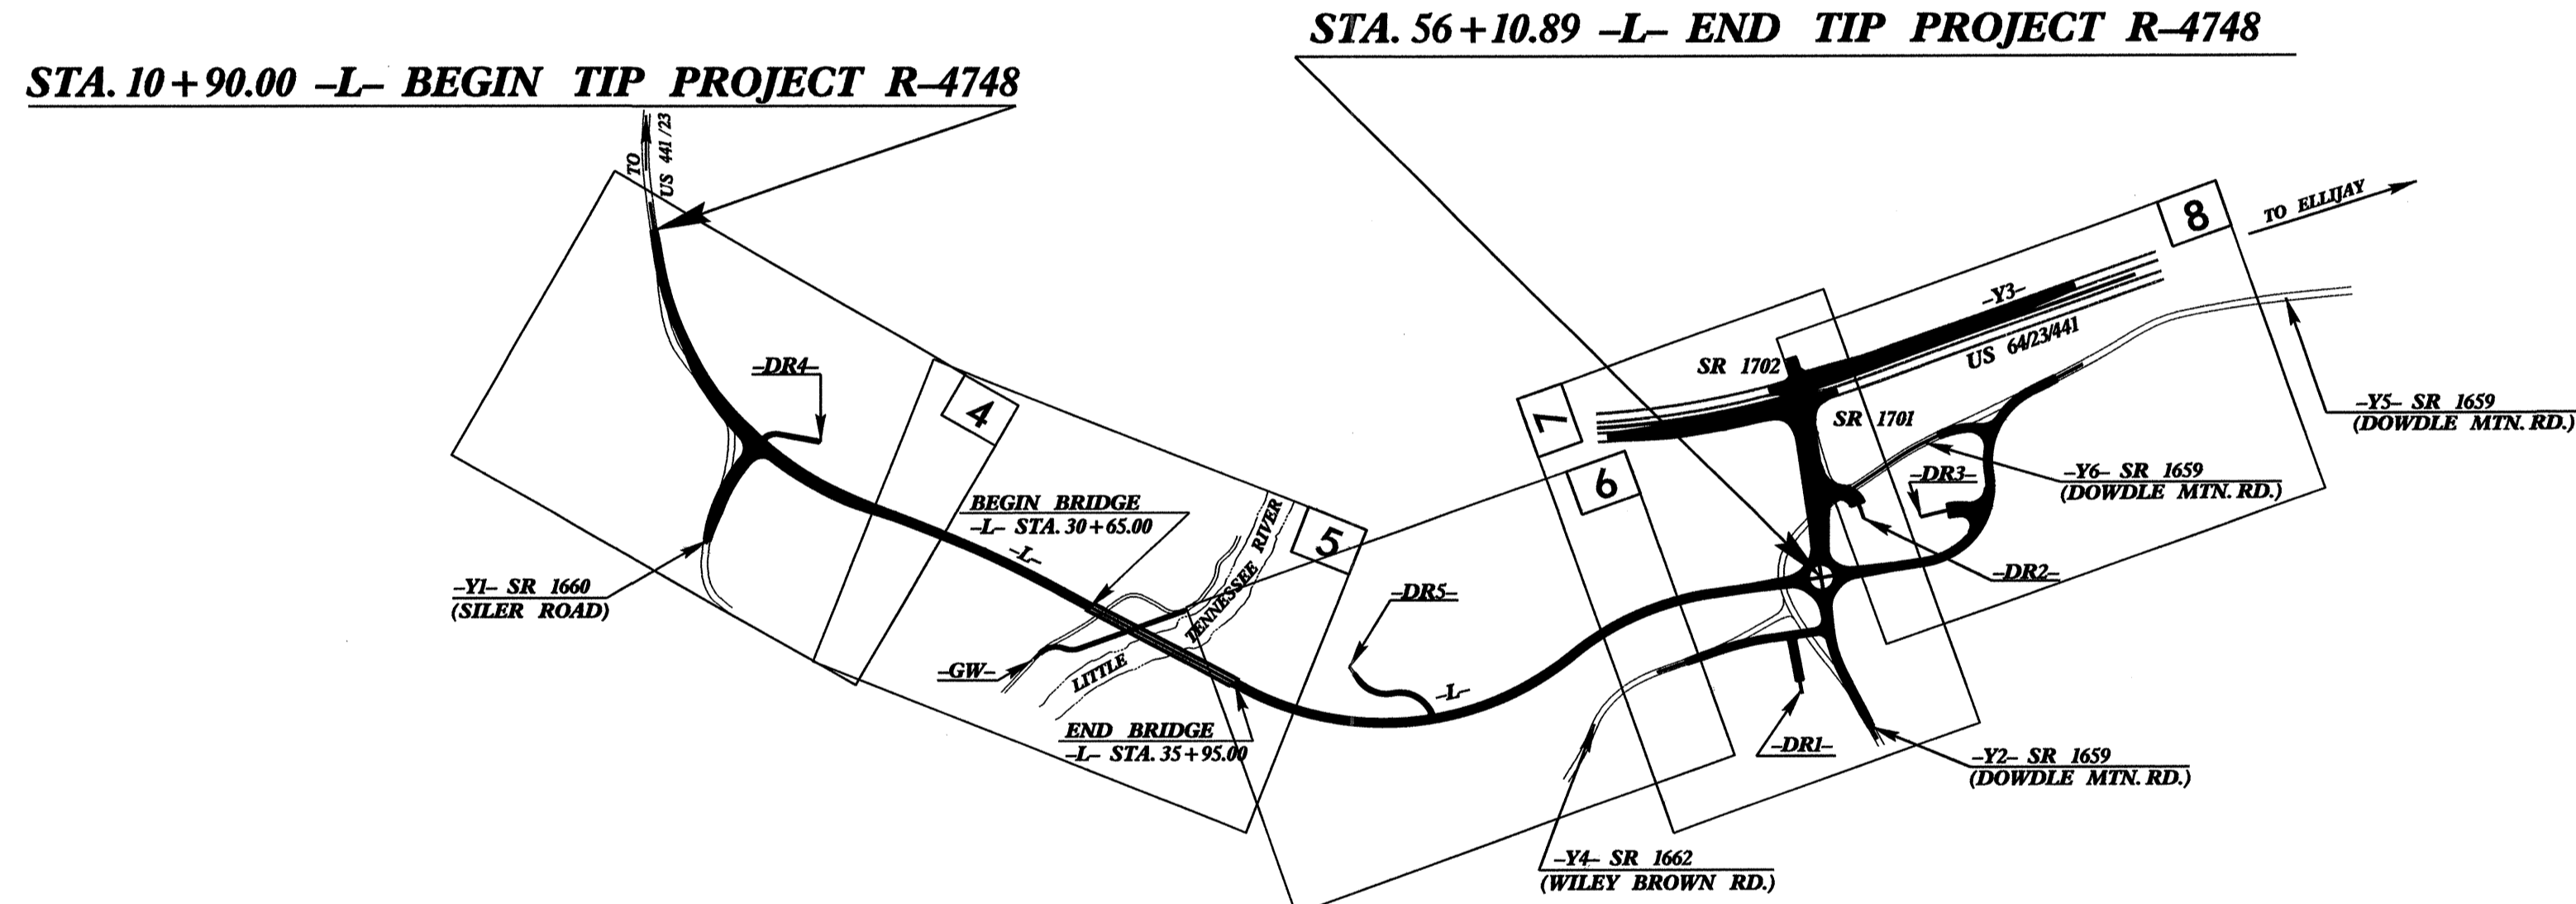 STA. 56+10.89 –L– END TIP PROJECT R–4748
STA. 10+90.00 –L– BEGIN TIP PROJECT R–4748
TO
US 441/23
8
TO ELLIJAY
–Y3–
US 64/23/441
SR 1702
7
SR 1701
–DR4–
4
–Y5– SR 1659
(DOWDLE MTN. RD.)
–Y6– SR 1659
(DOWDLE MTN. RD.)
–DR3–
6
BEGIN BRIDGE
–L– STA. 30+65.00
–L–
5
LITTLE TENNESSEE RIVER
–Y1– SR 1660
(SILER ROAD)
–DR2–
–DR5–
–GW–
–L–
END BRIDGE
–L– STA. 35+95.00
–DR1–
–Y2– SR 1659
(DOWDLE MTN. RD.)
–Y4– SR 1662
(WILEY BROWN RD.)